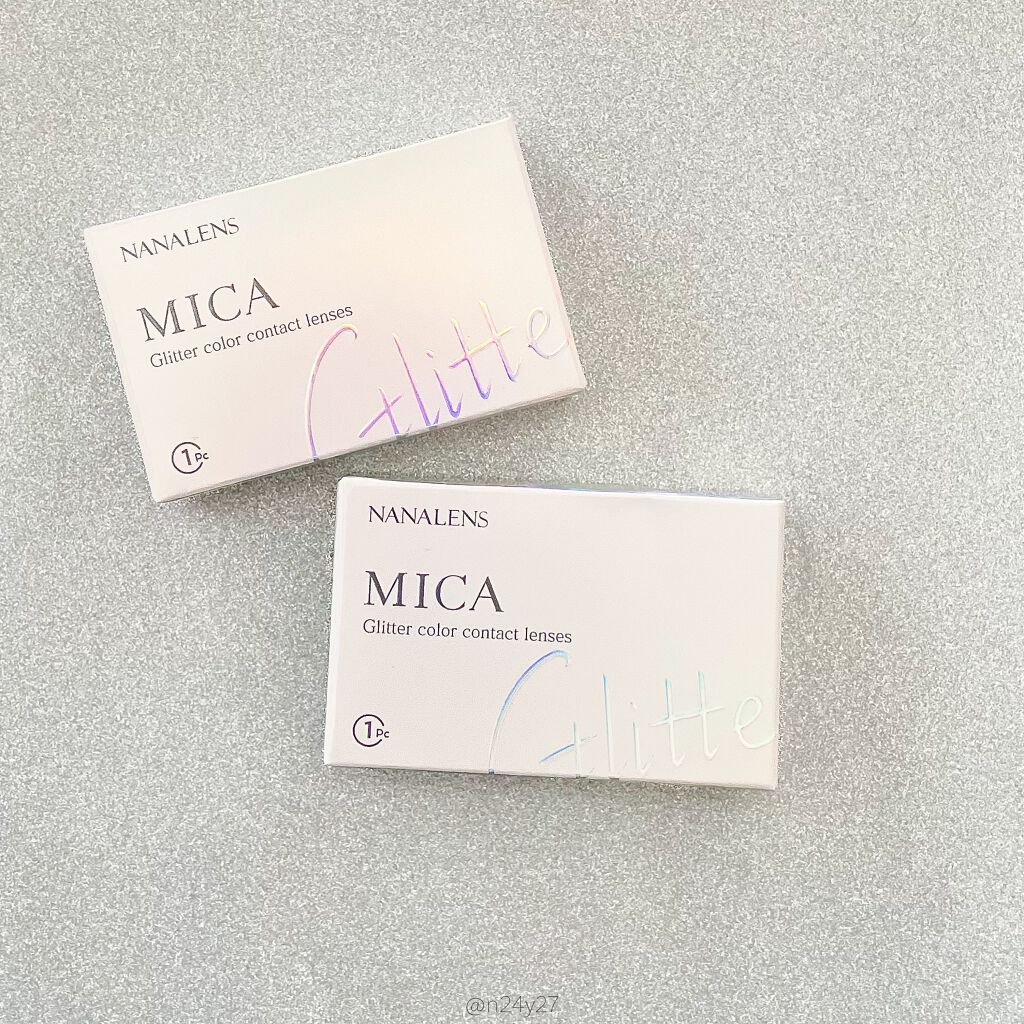 NANALENS
MICA
Glitter color contact lenses
Glitte
1Pc
NANALENS
MICA
Glitter color contact lenses
Glitte
1Pc
@n24y27